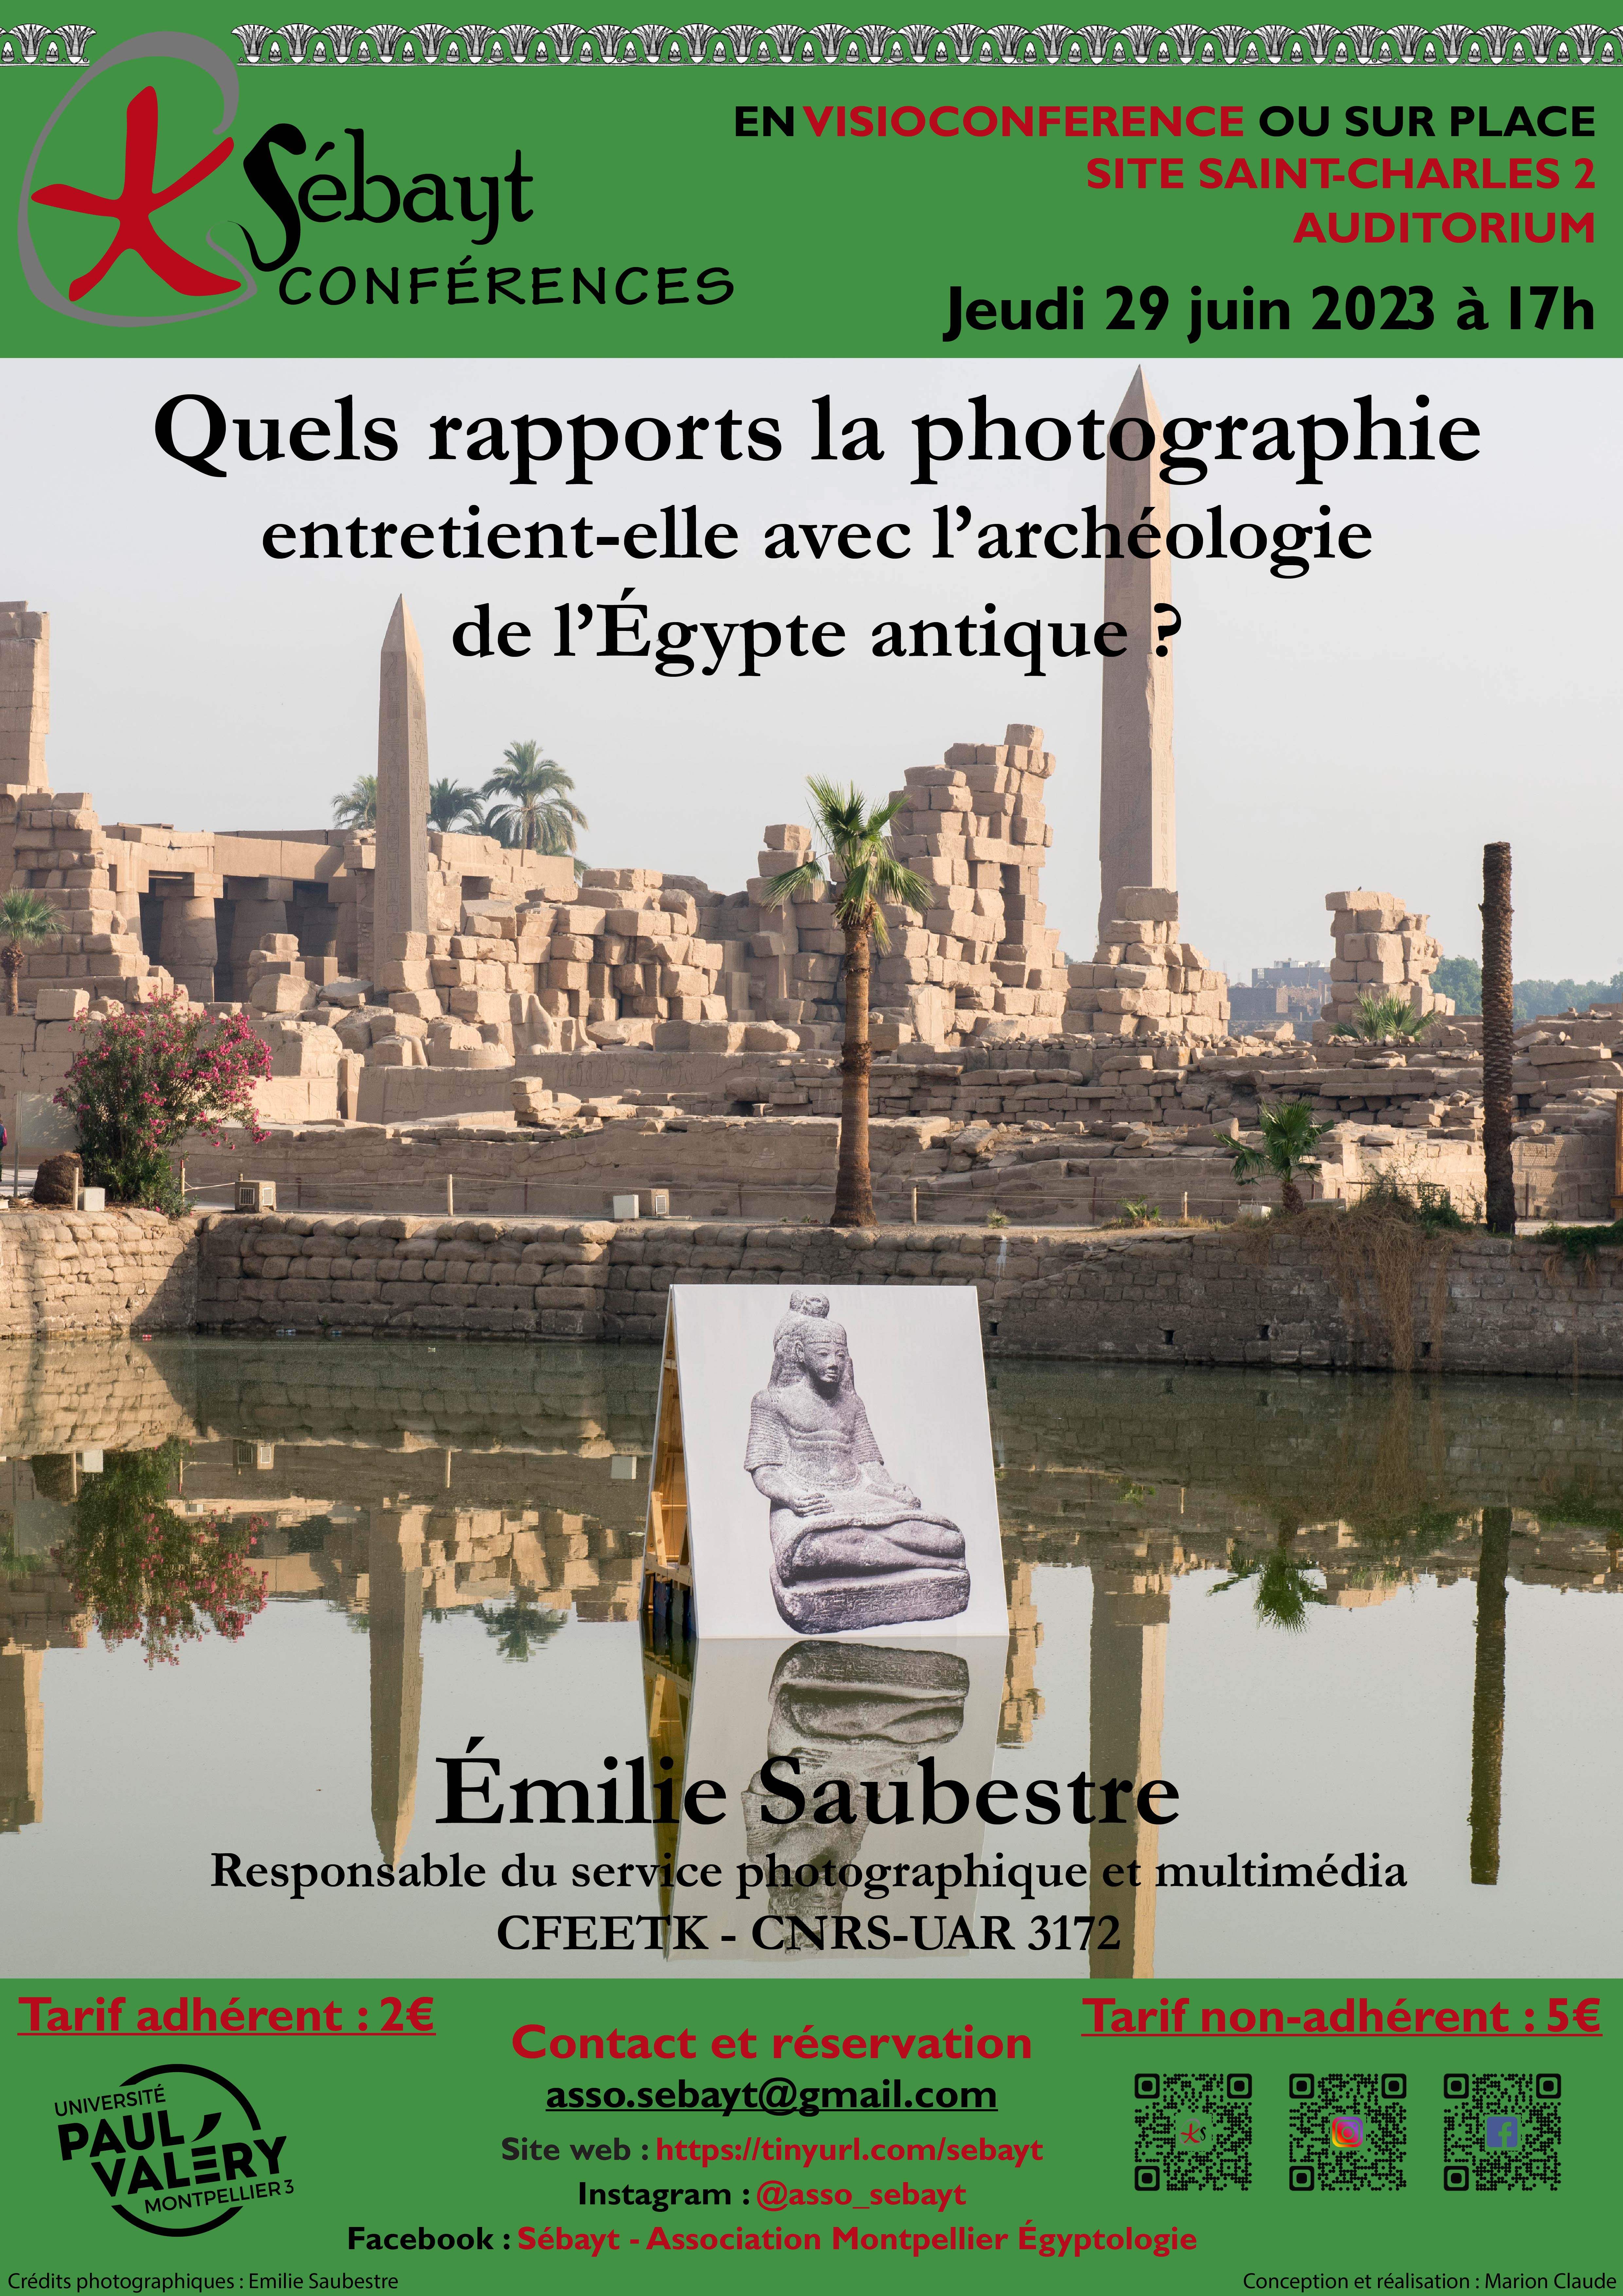 Sébayt
CONFÉRENCES
EN VISIOCONFERENCE OU SUR PLACE
SITE SAINT-CHARLES 2
AUDITORIUM
Jeudi 29 juin 2023 à 17h
Quels rapports la photographie
entretient-elle avec l’archéologie
de l’Égypte antique ?
Émilie Saubestre
Responsable du service photographique et multimédia
CFEETK - CNRS-UAR 3172
Tarif adhérent : 2€
UNIVERSITÉ
PAUL
VALÉRY
MONTPELLIER 3
Contact et réservation
asso.sebayt@gmail.com
Site web : https://tinyurl.com/sebayt
Instagram : @asso_sebayt
Facebook : Sébayt - Association Montpellier Égyptologie
Tarif non-adhérent : 5€
Crédits photographiques : Emilie Saubestre
Conception et réalisation : Marion Claude